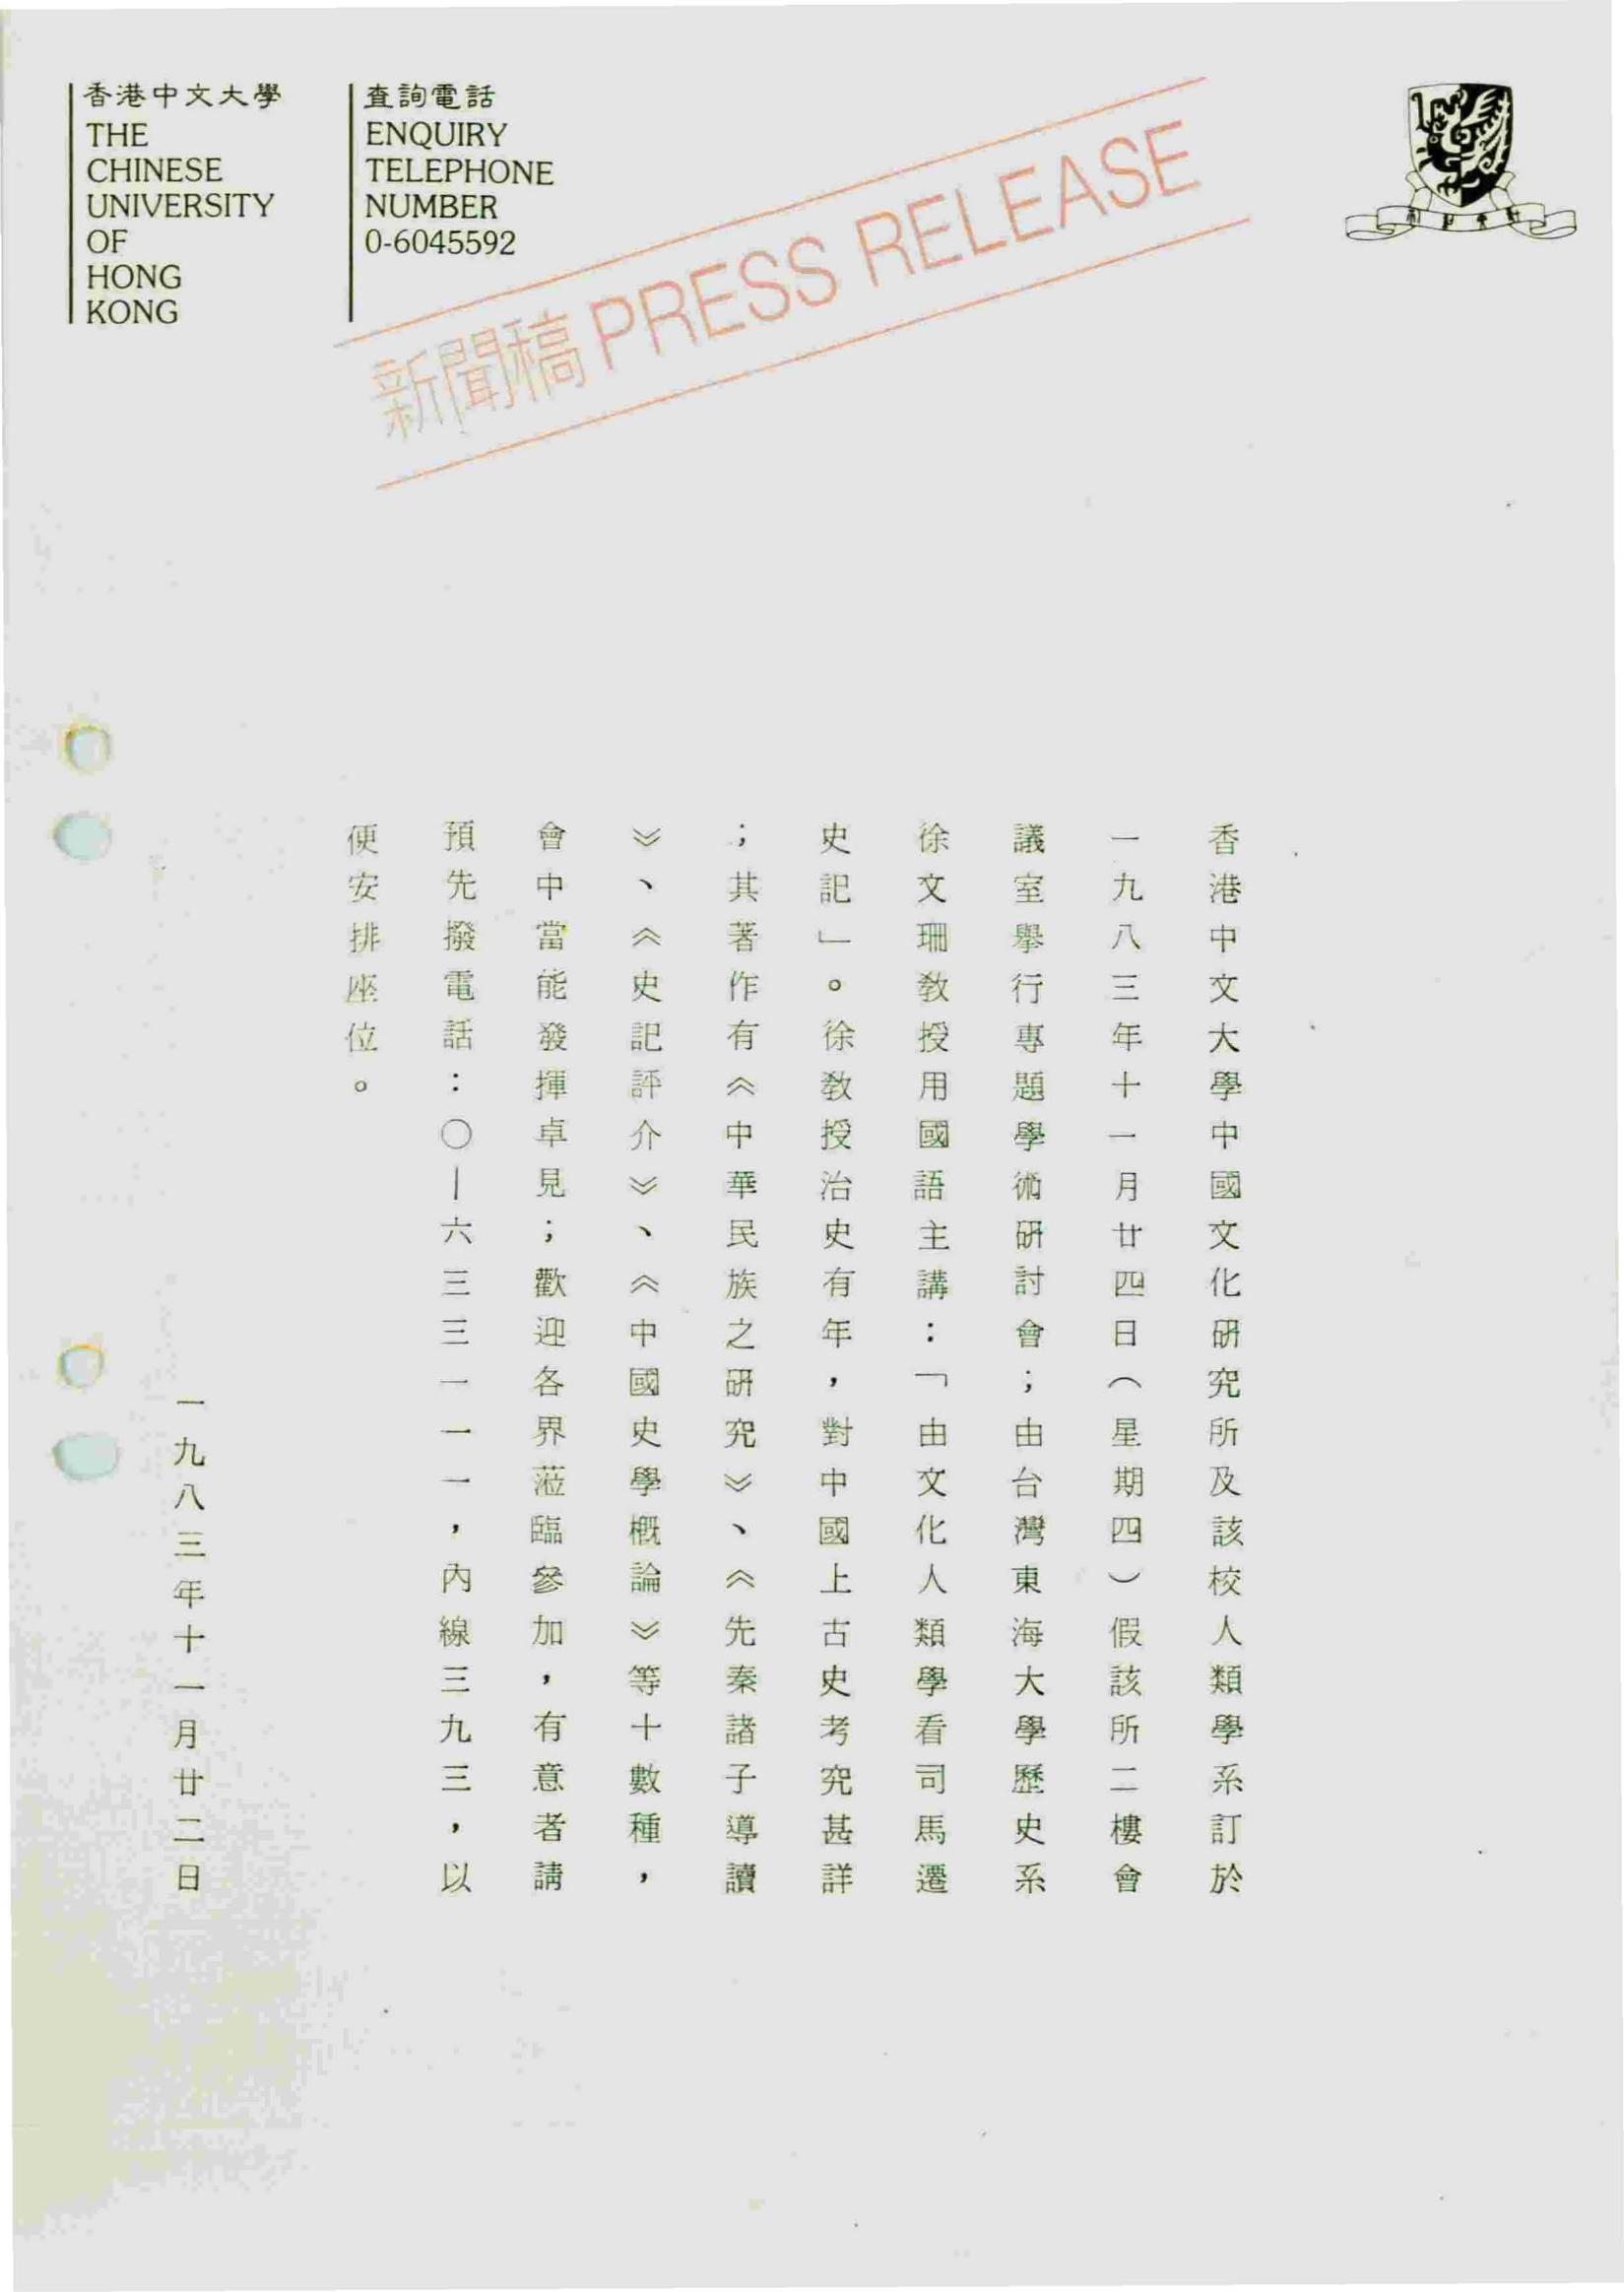 香港中文大學
THE
CHINESE
UNIVERSITY
OF
HONG
KONG
查詢電話
ENQUIRY
TELEPHONE
NUMBER
0-6045592
新聞稿 PRESS RELEASE
香港中文大學中國文化研究所及該校人類學系訂於
一九八三年十一月廿四日（星期四）假該所二樓會
議室舉行專題學術研討會；由台灣東海大學歷史系
徐文珊教授用國語主講：「由文化人類學看司馬遷
史記」。徐教授治史有年，對中國上古史考究甚詳
；其著作有《中華民族之研究》、《先秦諸子導讀
》、《史記評介》、《中國史學概論》等十數種，
會中當能發揮卓見；歡迎各界蒞臨參加，有意者請
預先撥電話：〇—六三三一一一，內線三九三，以
便安排座位。
一九八三年十一月廿二日